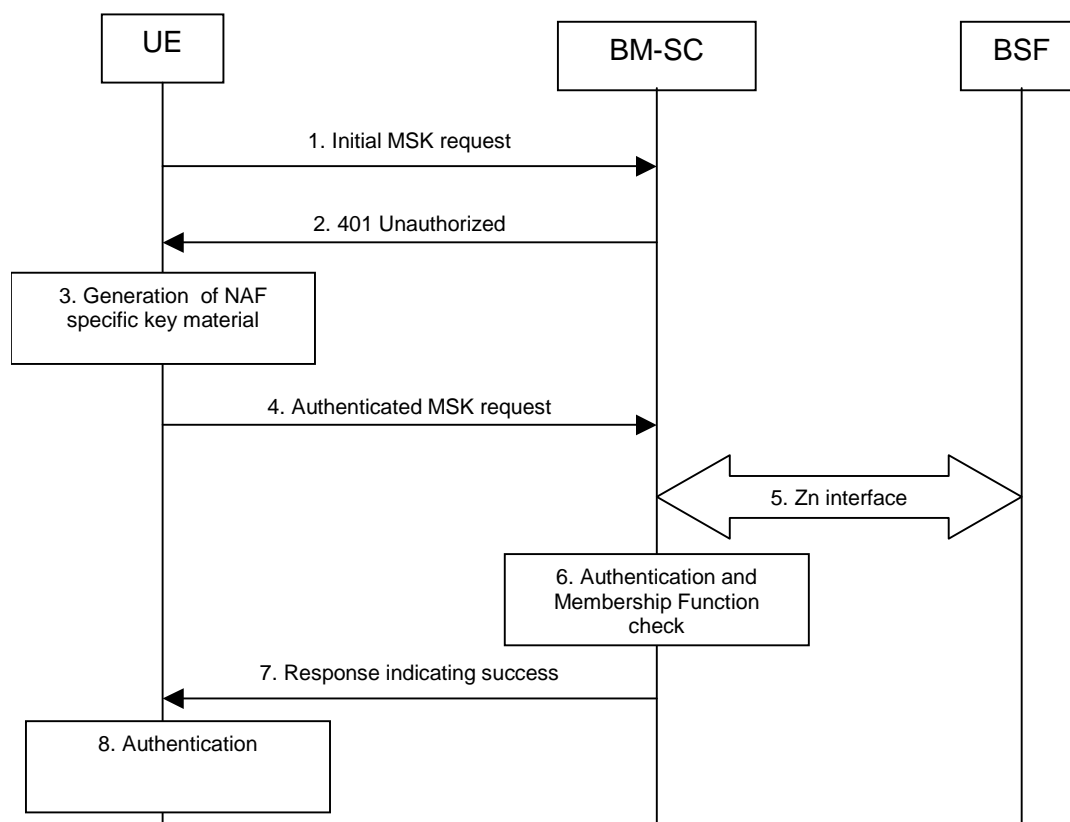 UE
BM-SC
BSF
1. Initial MSK request
2. 401 Unauthorized
3. Generation of NAF
specific key material
4. Authenticated MSK request
5. Zn interface
6. Authentication and
Membership Function
check
7. Response indicating success
8. Authentication